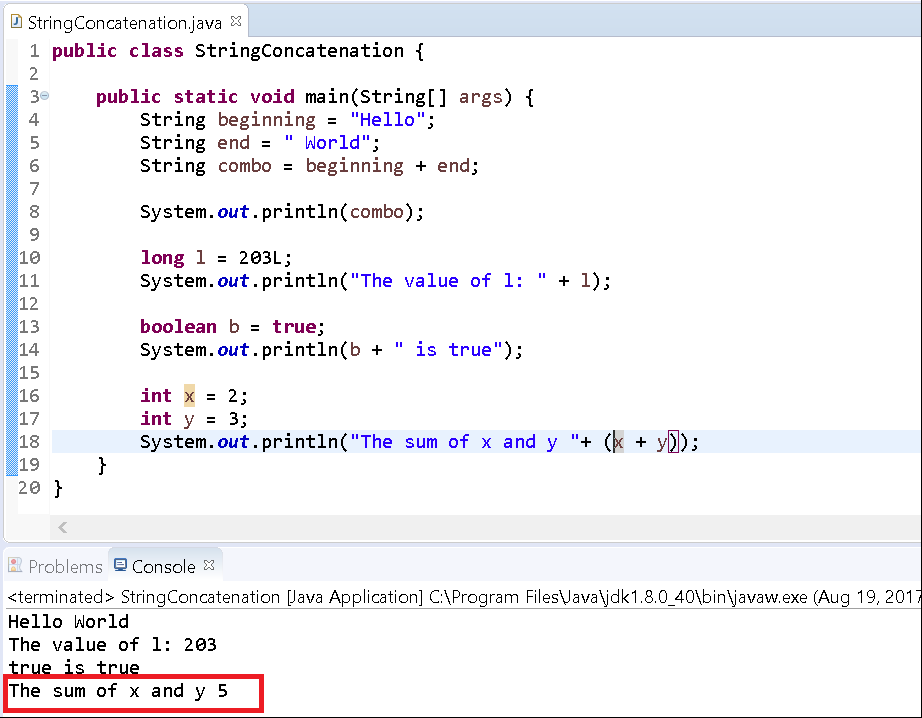 StringConcatenation.java
1 public class StringConcatenation {
2
3 public static void main(String[] args) {
4 String beginning = "Hello";
5 String end = " World";
6 String combo = beginning + end;
7
8 System.out.println(combo);
9
10 long l = 203L;
11 System.out.println("The value of l: " + l);
12
13 boolean b = true;
14 System.out.println(b + " is true");
15
16 int x = 2;
17 int y = 3;
18 System.out.println("The sum of x and y "+ (x + y));
19 }
20 }
Problems Console
<terminated> StringConcatenation [Java Application] C:\Program Files\Java\jdk1.8.0_40\bin\javaw.exe (Aug 19, 2017
Hello World
The value of l: 203
true is true
The sum of x and y 5